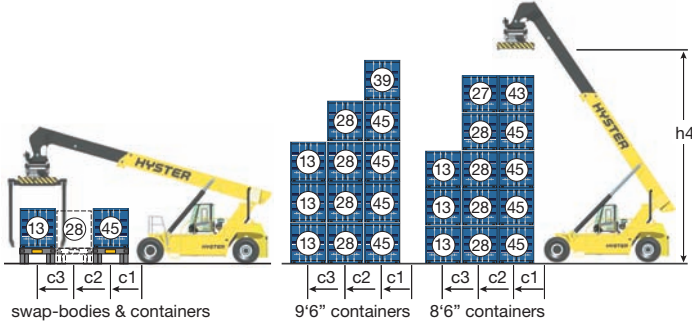 39
27 43
28 45
28 45
h4
HYSTER
HYSTER
13 28 45
13 28 45
13 28 45
13 28 45
13 28 45
13 28 45
13 28 45
HYSTER
HYSTER
c3 c2 c1
c3 c2 c1
c3 c2 c1
swap-bodies & containers
9‘6” containers
8‘6” containers